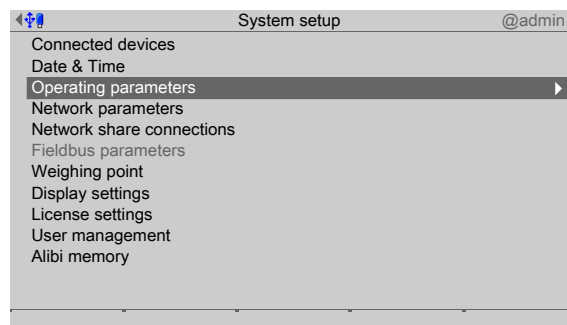 System setup @admin
Connected devices
Date & Time
Operating parameters
Network parameters
Network share connections
Fieldbus parameters
Weighing point
Display settings
License settings
User management
Alibi memory